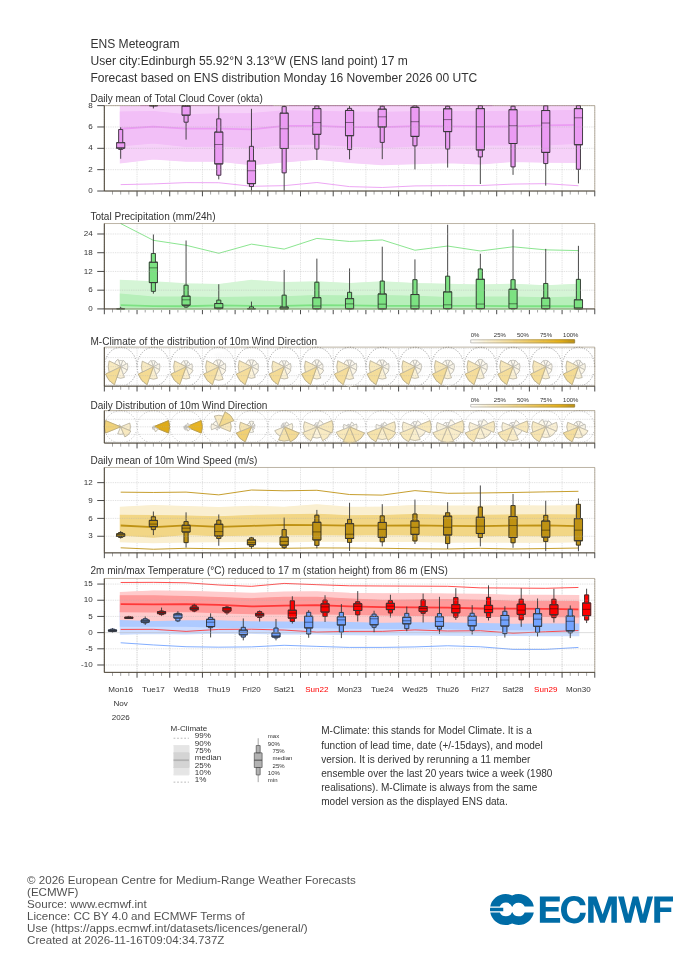 ENS Meteogram
User city:Edinburgh 55.92°N 3.13°W (ENS land point) 17 m
Forecast based on ENS distribution Monday 16 November 2026 00 UTC
Daily mean of Total Cloud Cover (okta)
8
6
4
2
0
Total Precipitation (mm/24h)
24
18
12
6
0
M-Climate of the distribution of 10m Wind Direction
0% 25% 50% 75% 100%
Daily Distribution of 10m Wind Direction
0% 25% 50% 75% 100%
Daily mean of 10m Wind Speed (m/s)
12
9
6
3
2m min/max Temperature (°C) reduced to 17 m (station height) from 86 m (ENS)
15
10
5
0
-5
-10
Mon16 Tue17 Wed18 Thu19 Fri20 Sat21 Sun22 Mon23 Tue24 Wed25 Thu26 Fri27 Sat28 Sun29 Mon30
Nov
2026
M-Climate
99%
90%
75%
median
25%
10%
1%
max
90%
75%
median
25%
10%
min
M-Climate: this stands for Model Climate. It is a
function of lead time, date (+/-15days), and model
version. It is derived by rerunning a 11 member
ensemble over the last 20 years twice a week (1980
realisations). M-Climate is always from the same
model version as the displayed ENS data.
© 2026 European Centre for Medium-Range Weather Forecasts
(ECMWF)
Source: www.ecmwf.int
Licence: CC BY 4.0 and ECMWF Terms of
Use (https://apps.ecmwf.int/datasets/licences/general/)
Created at 2026-11-16T09:04:34.737Z
ECMWF